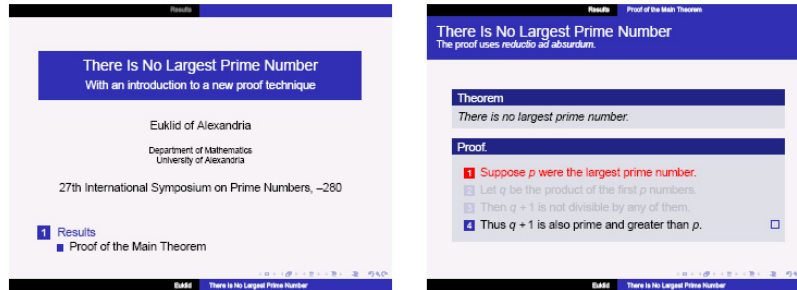 Results
There Is No Largest Prime Number
With an introduction to a new proof technique
Euklid of Alexandria
Department of Mathematics
University of Alexandria
27th International Symposium on Prime Numbers, –280
1 Results
Proof of the Main Theorem
Euklid There Is No Largest Prime Number
Results Proof of the Main Theorem
There Is No Largest Prime Number
The proof uses reductio ad absurdum.
Theorem
There is no largest prime number.
Proof.
1 Suppose p were the largest prime number.
2 Let q be the product of the first p numbers.
3 Then q + 1 is not divisible by any of them.
4 Thus q + 1 is also prime and greater than p.
Euklid There Is No Largest Prime Number